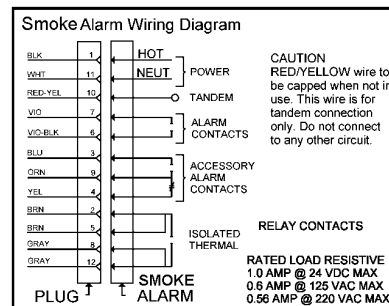 Smoke Alarm Wiring Diagram
BLK 1 HOT
WHT 11 NEUT
POWER
RED-YEL 10 TANDEM
VIO 7
VIO-BLK 6
ALARM
CONTACTS
BLU 3
ORN 9
YEL 4
ACCESSORY
ALARM
CONTACTS
BRN 2
BRN 5
GRAY 8
GRAY 12
ISOLATED
THERMAL
PLUG
SMOKE
ALARM
CAUTION
RED/YELLOW wire to
be capped when not in
use. This wire is for
tandem connection
only. Do not connect
to any other circuit.
RELAY CONTACTS
RATED LOAD RESISTIVE
1.0 AMP @ 24 VDC MAX
0.6 AMP @ 125 VAC MAX
0.56 AMP @ 220 VAC MAX